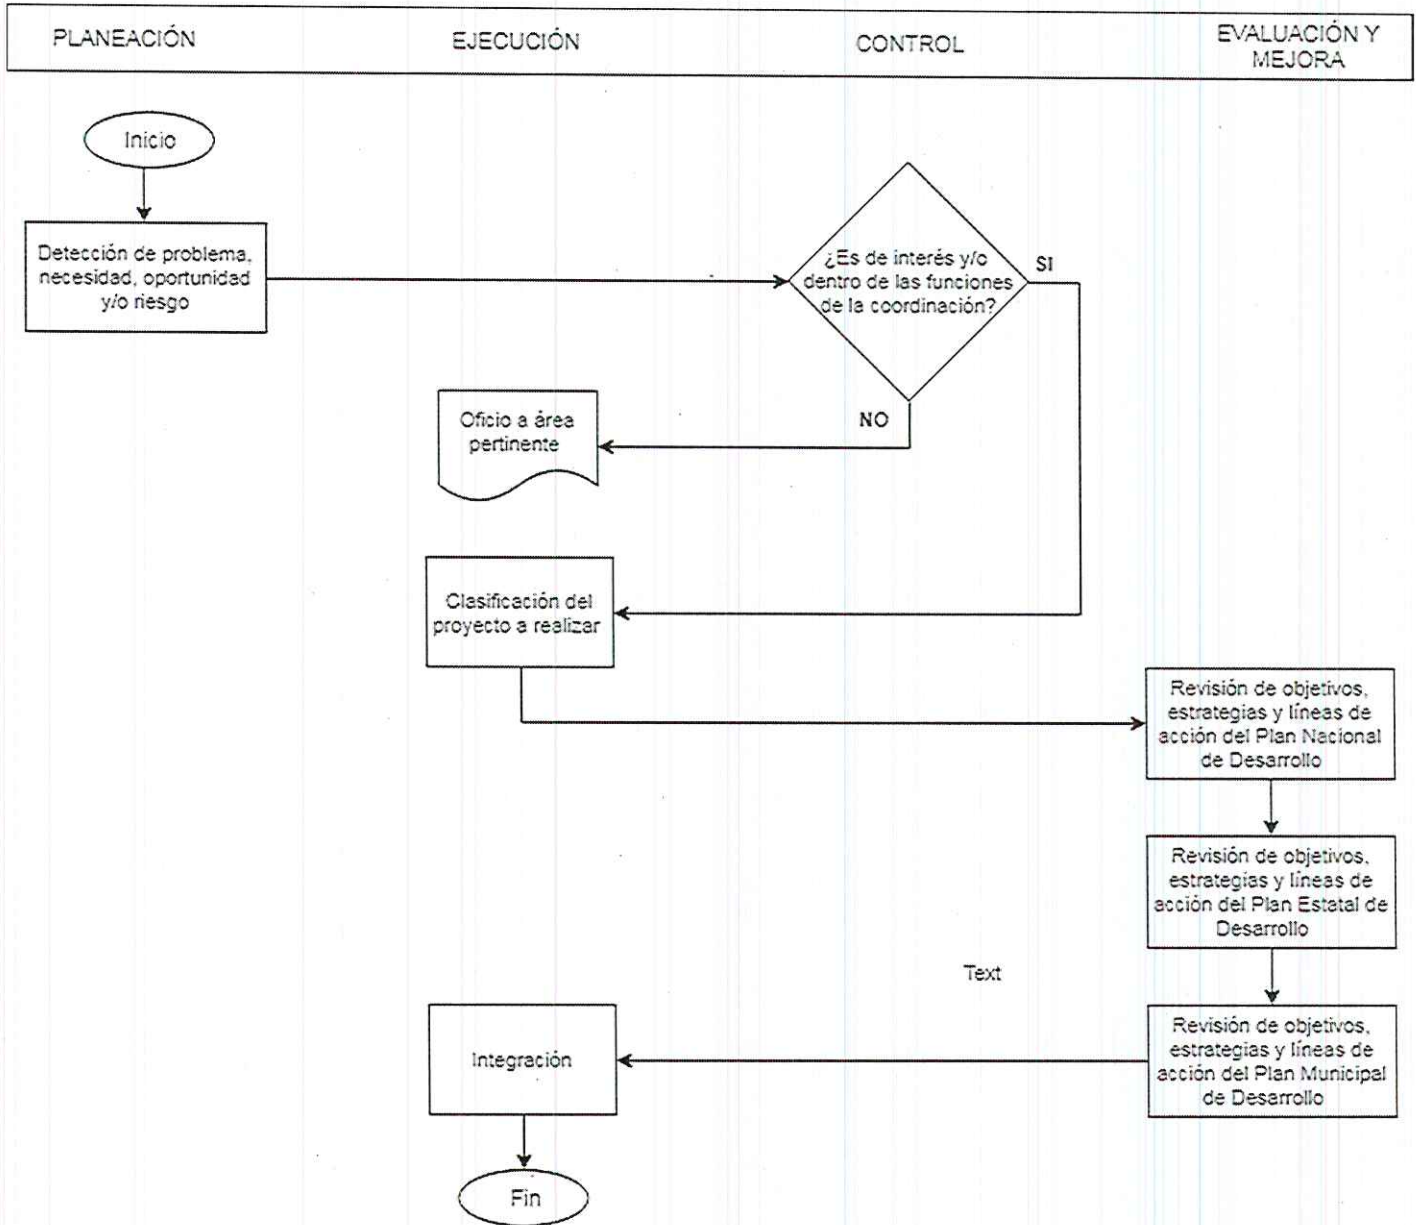 PLANEACIÓN
EJECUCIÓN
CONTROL
EVALUACIÓN Y
MEJORA
Inicio
Detección de problema,
necesidad, oportunidad
y/o riesgo
¿Es de interés y/o
dentro de las funciones
de la coordinación?
SI
NO
Oficio a área
pertinente
Clasificación del
proyecto a realizar
Revisión de objetivos,
estrategias y líneas de
acción del Plan Nacional
de Desarrollo
Revisión de objetivos,
estrategias y líneas de
acción del Plan Estatal de
Desarrollo
Text
Revisión de objetivos,
estrategias y líneas de
acción del Plan Municipal
de Desarrollo
Integración
Fin